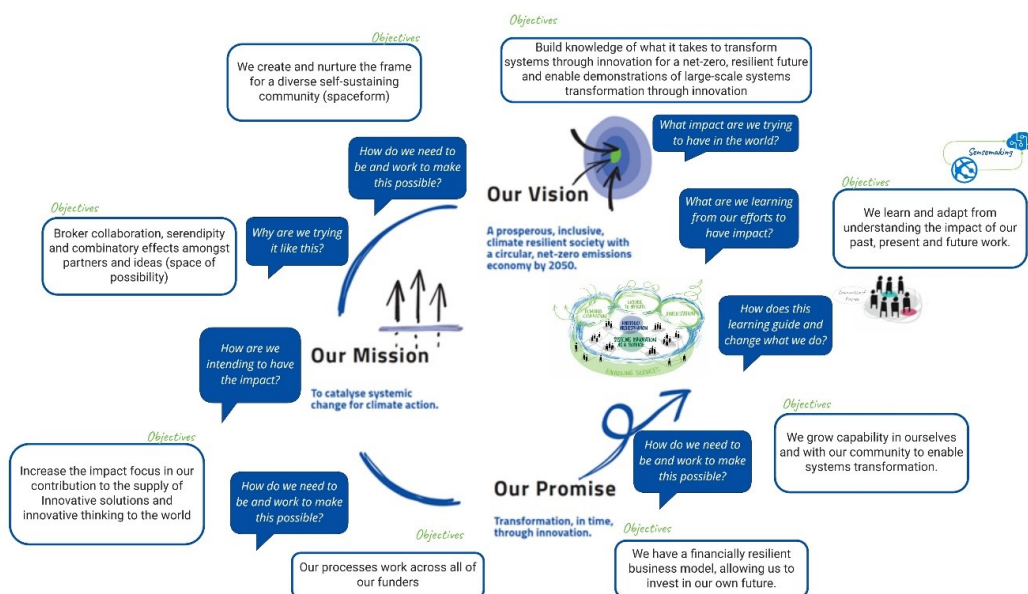 Objectives
We create and nurture the frame
for a diverse self-sustaining
community (spaceform)
Objectives
Build knowledge of what it takes to transform
systems through innovation for a net-zero, resilient future
and enable demonstrations of large-scale systems
transformation through innovation
What impact are we trying
to have in the world?
How do we need to
be and work to make
this possible?
Our Vision
A prosperous, inclusive,
climate resilient society with
a circular, net-zero emissions
economy by 2050.
What are we learning
from our efforts to
have impact?
Sensemaking
Objectives
We learn and adapt from
understanding the impact of our
past, present and future work.
Objectives
Broker collaboration, serendipity
and combinatory effects amongst
partners and ideas (space of
possibility)
Why are we trying
it like this?
How does this
learning guide and
change what we do?
ENABLING SERVICES
How are we
intending to have
the impact?
Our Mission
To catalyse systemic
change for climate action.
Objectives
Increase the impact focus in our
contribution to the supply of
Innovative solutions and
innovative thinking to the world
How do we need to
be and work to make
this possible?
Objectives
Our processes work across all of
our funders
Our Promise
Transformation, in time,
through innovation.
How do we need to
be and work to make
this possible?
Objectives
We grow capability in ourselves
and with our community to enable
systems transformation.
Objectives
We have a financially resilient
business model, allowing us to
invest in our own future.